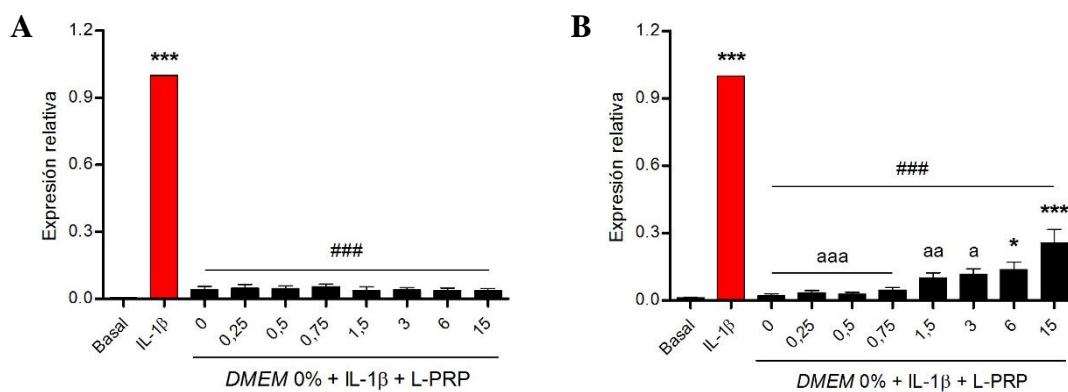 A
Expresión relativa
1.2
0.9
0.6
0.3
0.0
***
###
Basal
IL-1β
0
0,25
0,5
0,75
1,5
3
6
15
DMEM 0% + IL-1β + L-PRP
B
Expresión relativa
1.2
0.9
0.6
0.3
0.0
***
###
aaa
aa
a
*
***
Basal
IL-1β
0
0,25
0,5
0,75
1,5
3
6
15
DMEM 0% + IL-1β + L-PRP